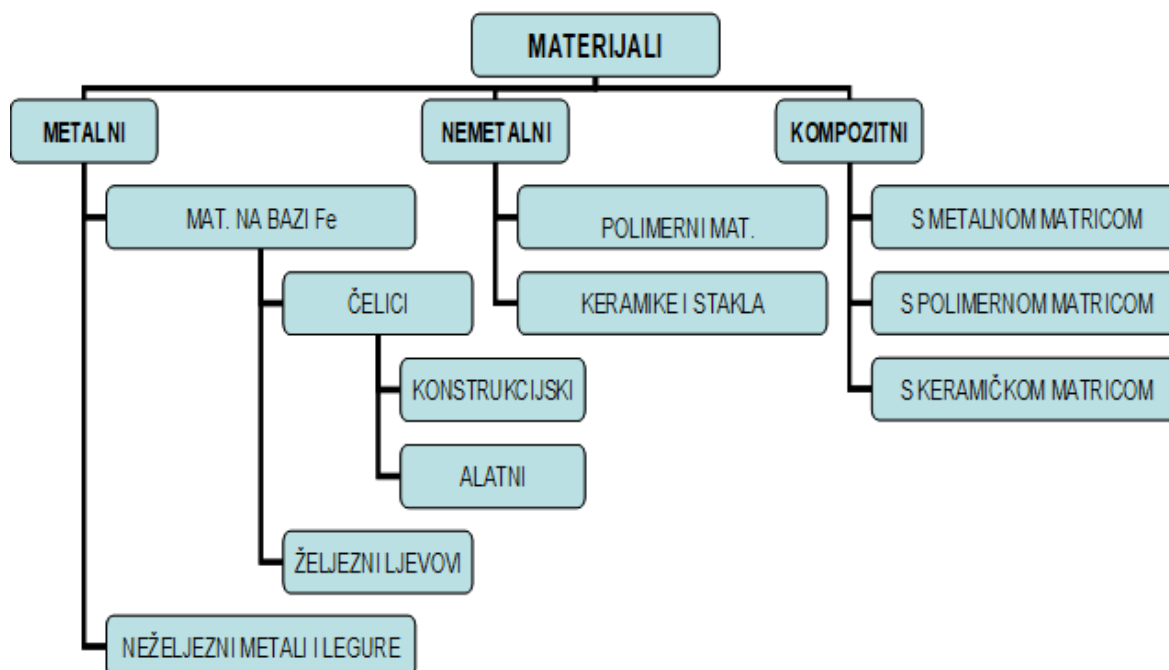 MATERIJALI
METALNI
NEMETALNI
KOMPOZITNI
MAT. NA BAZI Fe
POLIMERNI MAT.
S METALNOM MATRICOM
ČELICI
KERAMIKE I STAKLA
S POLIMERNOM MATRICOM
KONSTRUKCIJSKI
S KERAMIČKOM MATRICOM
ALATNI
ŽELJEZNI LJEVOVI
NEŽELJEZNI METALI I LEGURE